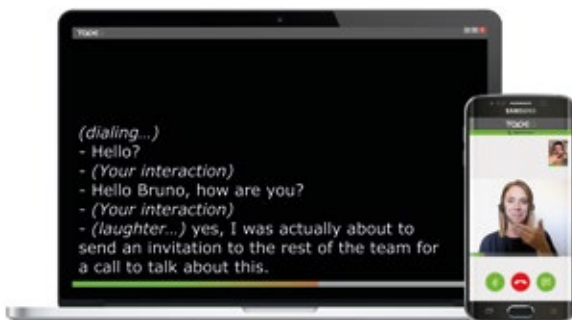 (dialing...)
- Hello?
- (Your interaction)
- Hello Bruno, how are you?
- (Your interaction)
- (laughter...) yes, I was actually about to
send an invitation to the rest of the team for
a call to talk about this.
SAMSUNG